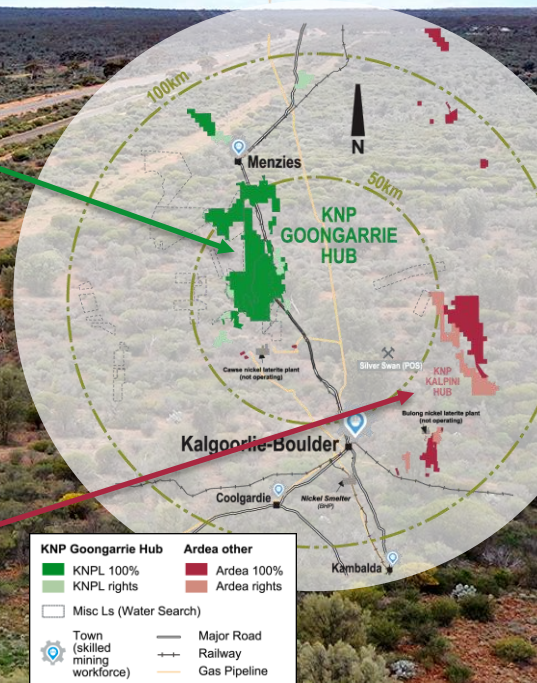 100km
N
Menzies
50km
KNP
GOONGARRIE
HUB
Cawse nickel laterite plant
(not operating)
Silver Swan (POS)
KNP
KALPINI
HUB
Bulong nickel laterite plant
(not operating)
Kalgoorlie-Boulder
Coolgardie
Nickel Smelter
(BHP)
Kambalda
KNP Goongarrie Hub
Ardea other
KNPL 100%
Ardea 100%
KNPL rights
Ardea rights
Misc Ls (Water Search)
Town
(skilled
mining
workforce)
Major Road
Railway
Gas Pipeline